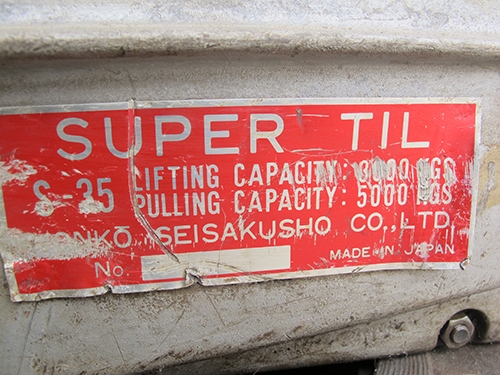 SUPER TIL
S-35 LIFTING CAPACITY: 3000 KGS
PULLING CAPACITY: 5000 KGS
SEISAKUSHO CO., LTD.
No.
MADE IN JAPAN